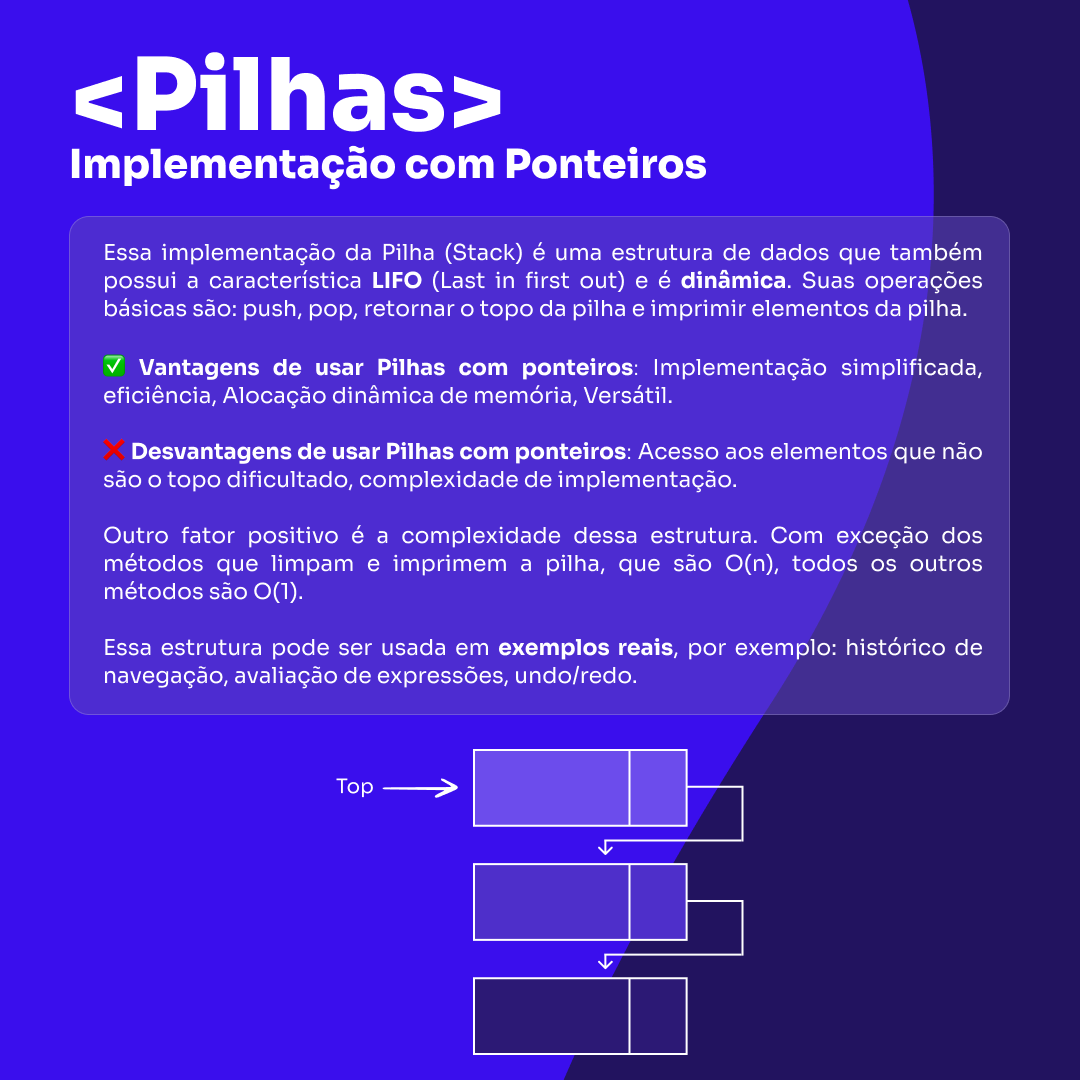 <Pilhas>
Implementação com Ponteiros
Essa implementação da Pilha (Stack) é uma estrutura de dados que também
possui a característica LIFO (Last in first out) e é dinâmica. Suas operações
básicas são: push, pop, retornar o topo da pilha e imprimir elementos da pilha.
✅ Vantagens de usar Pilhas com ponteiros: Implementação simplificada,
eficiência, Alocação dinâmica de memória, Versátil.
❌ Desvantagens de usar Pilhas com ponteiros: Acesso aos elementos que não
são o topo dificultado, complexidade de implementação.
Outro fator positivo é a complexidade dessa estrutura. Com exceção dos
métodos que limpam e imprimem a pilha, que são O(n), todos os outros
métodos são O(1).
Essa estrutura pode ser usada em exemplos reais, por exemplo: histórico de
navegação, avaliação de expressões, undo/redo.
Top